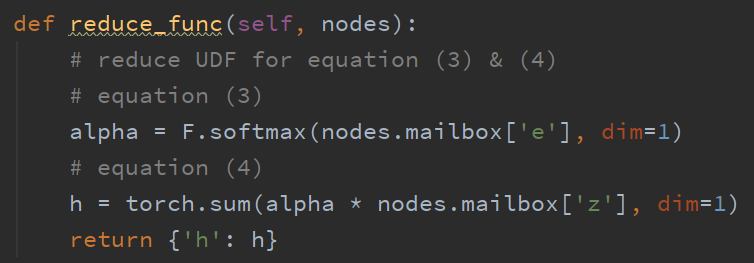 def reduce_func(self, nodes):
# reduce UDF for equation (3) & (4)
# equation (3)
alpha = F.softmax(nodes.mailbox['e'], dim=1)
# equation (4)
h = torch.sum(alpha * nodes.mailbox['z'], dim=1)
return {'h': h}